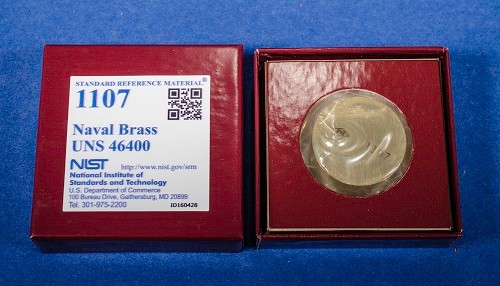 STANDARD REFERENCE MATERIAL®
1107
Naval Brass
UNS 46400
NIST http://www.nist.gov/srm
National Institute of
Standards and Technology
U.S. Department of Commerce
100 Bureau Drive, Gaithersburg, MD 20899
Tel. 301-975-2200 ID160428